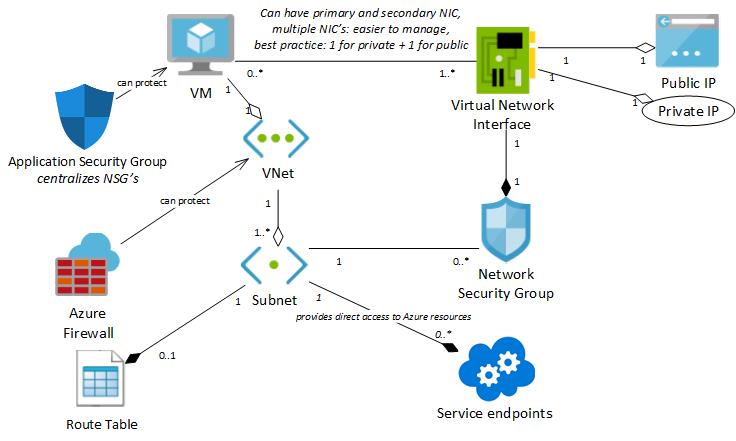 Can have primary and secondary NIC,
multiple NIC's: easier to manage,
best practice: 1 for private + 1 for public
VM
0..*
1..*
1
1
Public IP
1
1
Private IP
Virtual Network
Interface
can protect
Application Security Group
centralizes NSG's
1
1
VNet
can protect
1
1
1
1..*
Azure
Firewall
Subnet
1
0..*
Network
Security Group
1
1
provides direct access to Azure resources
0..*
0..1
Route Table
Service endpoints